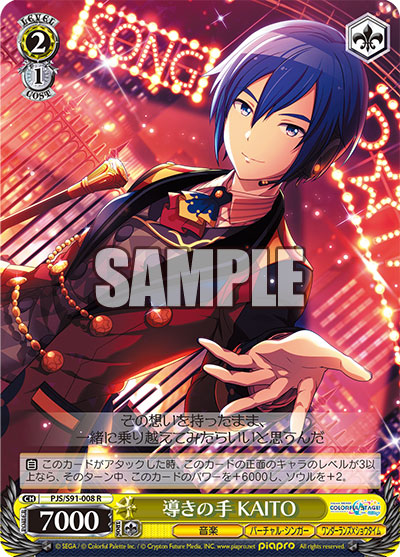 LEVEL
2
1
COST
SONG!
SAMPLE
その想いを持ったまま、
一緒に乗り越えてみたらいいと思うんだ
自 このカードがアタックした時、このカードの正面のキャラのレベルが3以
上なら、そのターン中、このカードのパワーを+6000し、ソウルを+2。
CH PJS/S91-008 R
7000
導きの手 KAITO
音楽
バーチャル・シンガー
ワンダーランズ×ショウタイム
© SEGA / © Colorful Palette Inc. / © Crypton Future Media, INC. www.piapro.net piapro